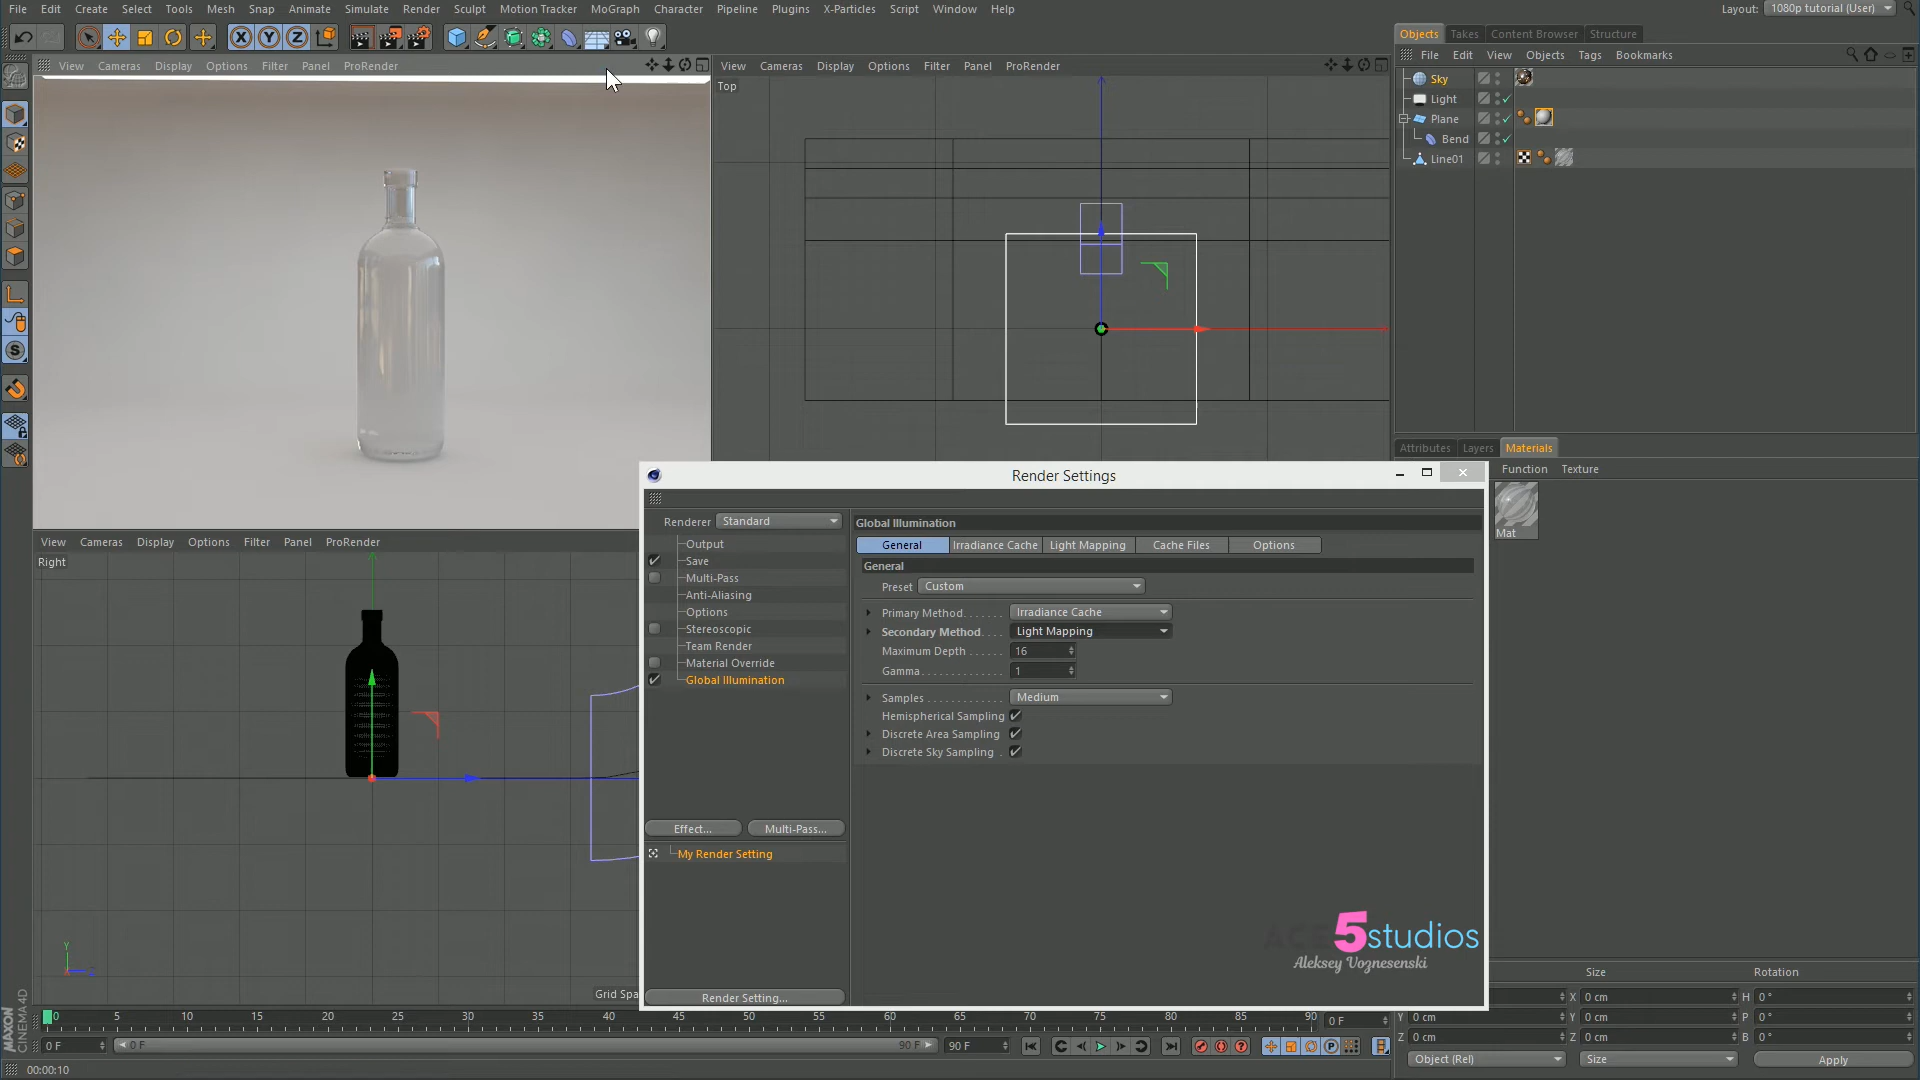 File Edit Create Select Tools Mesh Snap Animate Simulate Render Sculpt Motion Tracker MoGraph Character Pipeline Plugins X-Particles Script Window Help Layout: 1080p tutorial (User)
X Y Z
Objects Takes Content Browser Structure
File Edit View Objects Tags Bookmarks
View Cameras Display Options Filter Panel ProRender
View Cameras Display Options Filter Panel ProRender
Top
Sky
Light
Plane
Bend
Line01
Attributes Layers Materials
Function Texture
Mat
Render Settings
Renderer Standard
Output
Save
Multi-Pass
Anti-Aliasing
Options
Stereoscopic
Team Render
Material Override
Global Illumination
Effect... Multi-Pass...
My Render Setting
Render Setting...
Global Illumination
General Irradiance Cache Light Mapping Cache Files Options
General
Preset Custom
Primary Method....... Irradiance Cache
Secondary Method.... Light Mapping
Maximum Depth ...... 16
Gamma............. 1
Samples ............ Medium
Hemispherical Sampling
Discrete Area Sampling
Discrete Sky Sampling .
ACE5studios
Aleksey Voznesenski
View Cameras Display Options Filter Panel ProRender
Right
Y
Z
Grid Spa
MAXON
CINEMA4D
0 5 10 15 20 25 30 35 40 45 50 55 60 65 70 75 80 85 90 0 F
0 F 0 F 90 F 90 F
Size Rotation
X 0 cm H 0 °
Y 0 cm Y 0 cm P 0 °
Z 0 cm Z 0 cm B 0 °
Object (Rel) Size Apply
00:00:10